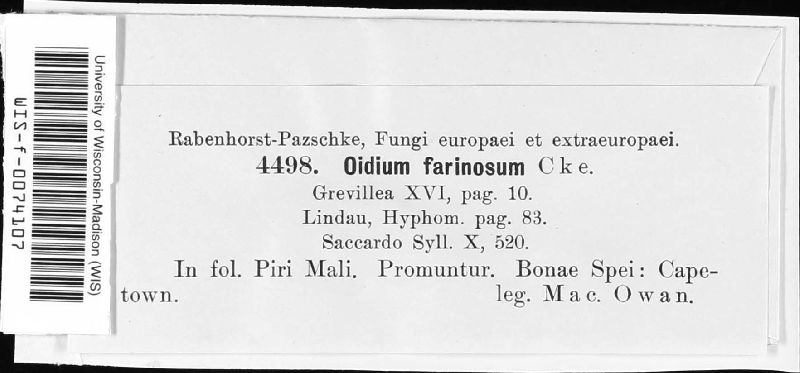 University of Wisconsin-Madison (WIS)
WIS-f-0074107
Rabenhorst-Pazschke, Fungi europaei et extraeuropaei.
4498. Oidium farinosum Cke.
Grevillea XVI, pag. 10.
Lindau, Hyphom. pag. 83.
Saccardo Syll. X, 520.
In fol. Piri Mali. Promuntur. Bonae Spei: Cape-
town. leg. Mac. Owan.